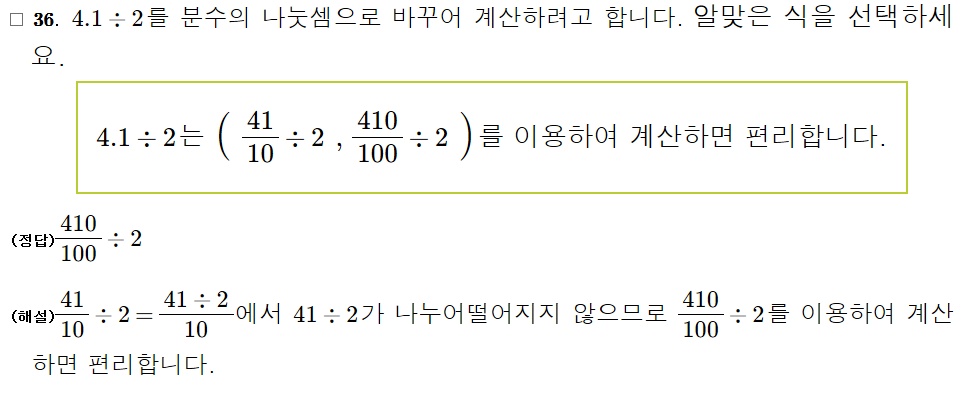 □ 36. 4.1 ÷ 2를 분수의 나눗셈으로 바꾸어 계산하려고 합니다. 알맞은 식을 선택하세
요.
4.1 ÷ 2는 ( 41/10 ÷ 2 , 410/100 ÷ 2 )를 이용하여 계산하면 편리합니다.
(정답) 410/100 ÷ 2
(해설) 41/10 ÷ 2 = 41 ÷ 2/10에서 41 ÷ 2가 나누어떨어지지 않으므로 410/100 ÷ 2를 이용하여 계산
하면 편리합니다.